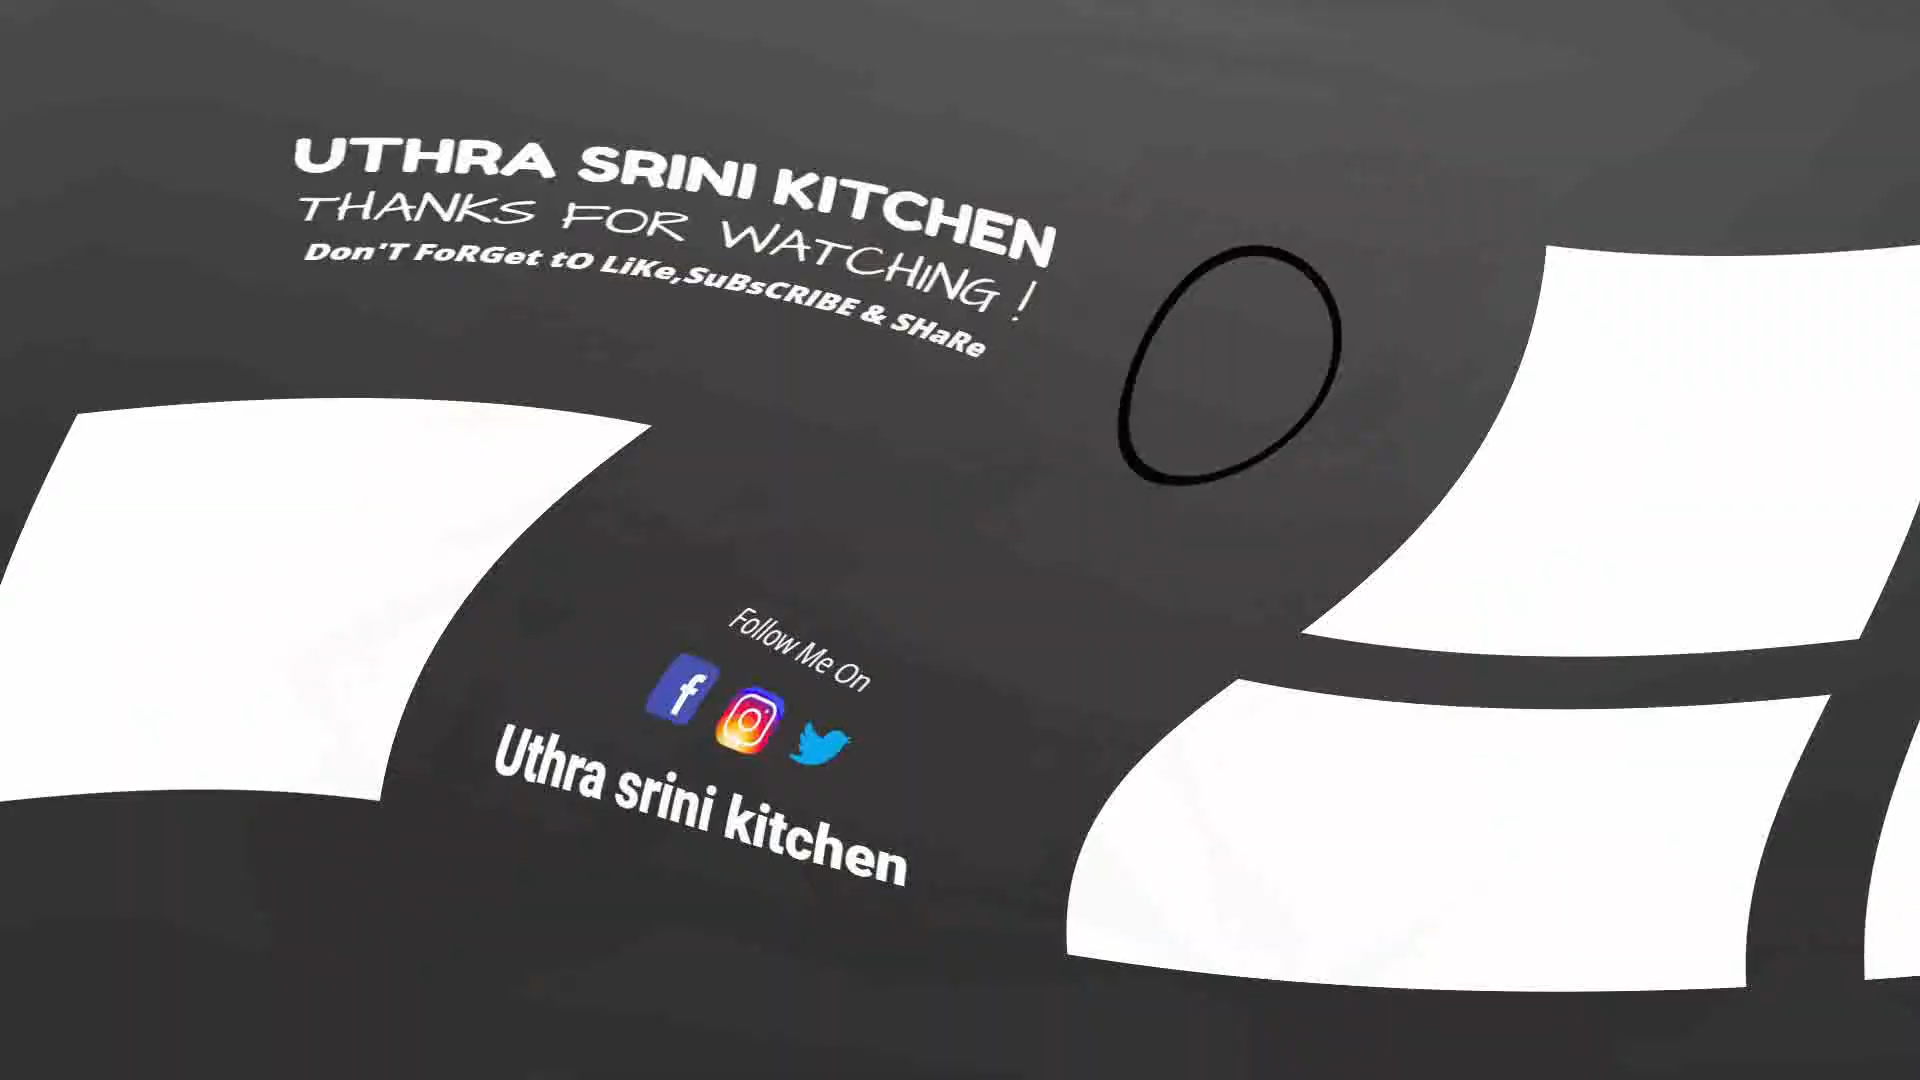 UTHRA SRINI KITCHEN
THANKS FOR WATCHING !
Don'T FoRGet tO LiKe,SuBsCRIBE & SHaRe
Follow Me On
Uthra srini kitchen